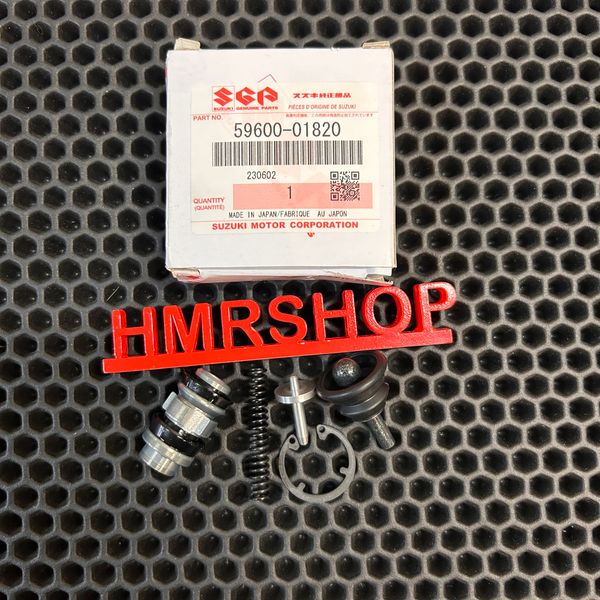 SGP
スズキ純正部品
SUZUKI GENUINE PARTS
PIÈCES D'ORIGINE DE SUZUKI
PART NO.
59600-01820
230602
QUANTITY
(QUANTITÉ)
1
MADE IN JAPAN/FABRIQUE AU JAPON
SUZUKI MOTOR CORPORATION
HMRSHOP